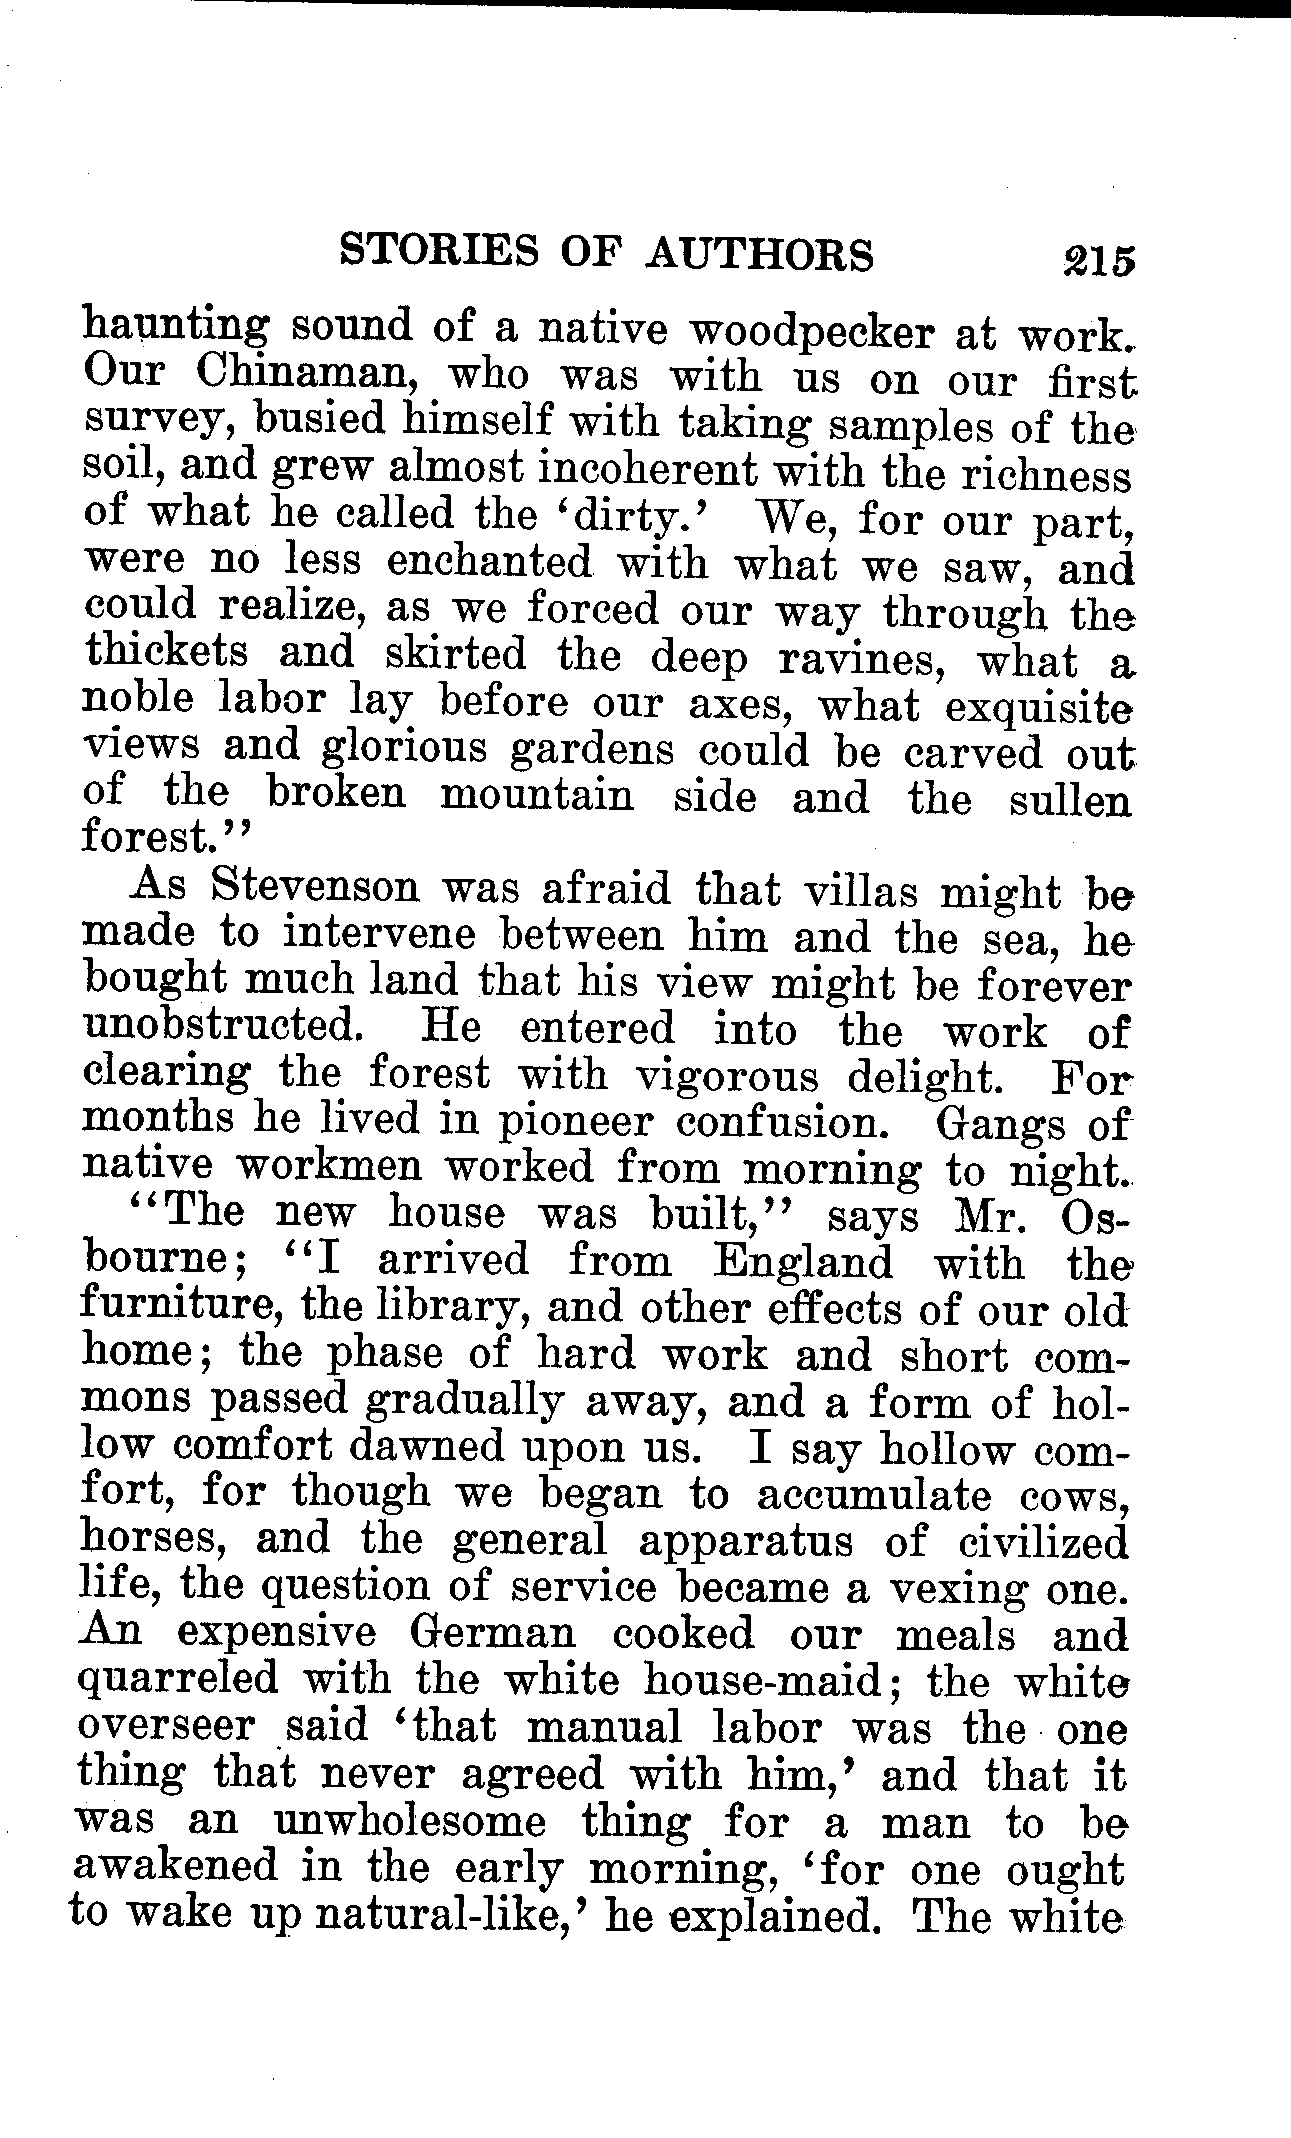 STORIES OF AUTHORS 215
haunting sound of a native woodpecker at work.
Our Chinaman, who was with us on our first
survey, busied himself with taking samples of the
soil, and grew almost incoherent with the richness
of what he called the ‘dirty.’ We, for our part,
were no less enchanted with what we saw, and
could realize, as we forced our way through the
thickets and skirted the deep ravines, what a
noble labor lay before our axes, what exquisite
views and glorious gardens could be carved out
of the broken mountain side and the sullen
forest.’’
As Stevenson was afraid that villas might be
made to intervene between him and the sea, he
bought much land that his view might be forever
unobstructed. He entered into the work of
clearing the forest with vigorous delight. For
months he lived in pioneer confusion. Gangs of
native workmen worked from morning to night.
‘‘The new house was built,’’ says Mr. Os-
bourne; ‘‘I arrived from England with the
furniture, the library, and other effects of our old
home; the phase of hard work and short com-
mons passed gradually away, and a form of hol-
low comfort dawned upon us. I say hollow com-
fort, for though we began to accumulate cows,
horses, and the general apparatus of civilized
life, the question of service became a vexing one.
An expensive German cooked our meals and
quarreled with the white house-maid; the white
overseer said ‘that manual labor was the one
thing that never agreed with him,’ and that it
was an unwholesome thing for a man to be
awakened in the early morning, ‘for one ought
to wake up natural-like,’ he explained. The white